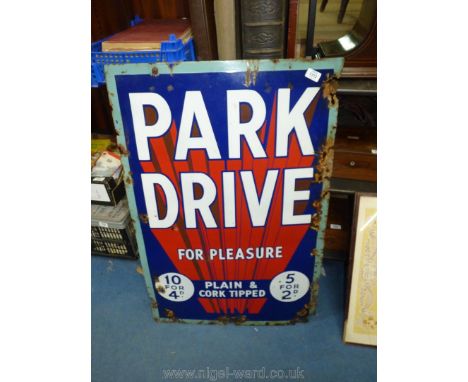 PARK
DRIVE
FOR PLEASURE
10
FOR
4D
PLAIN &
CORK TIPPED
5
FOR
2D
www.nigel-ward.co.uk